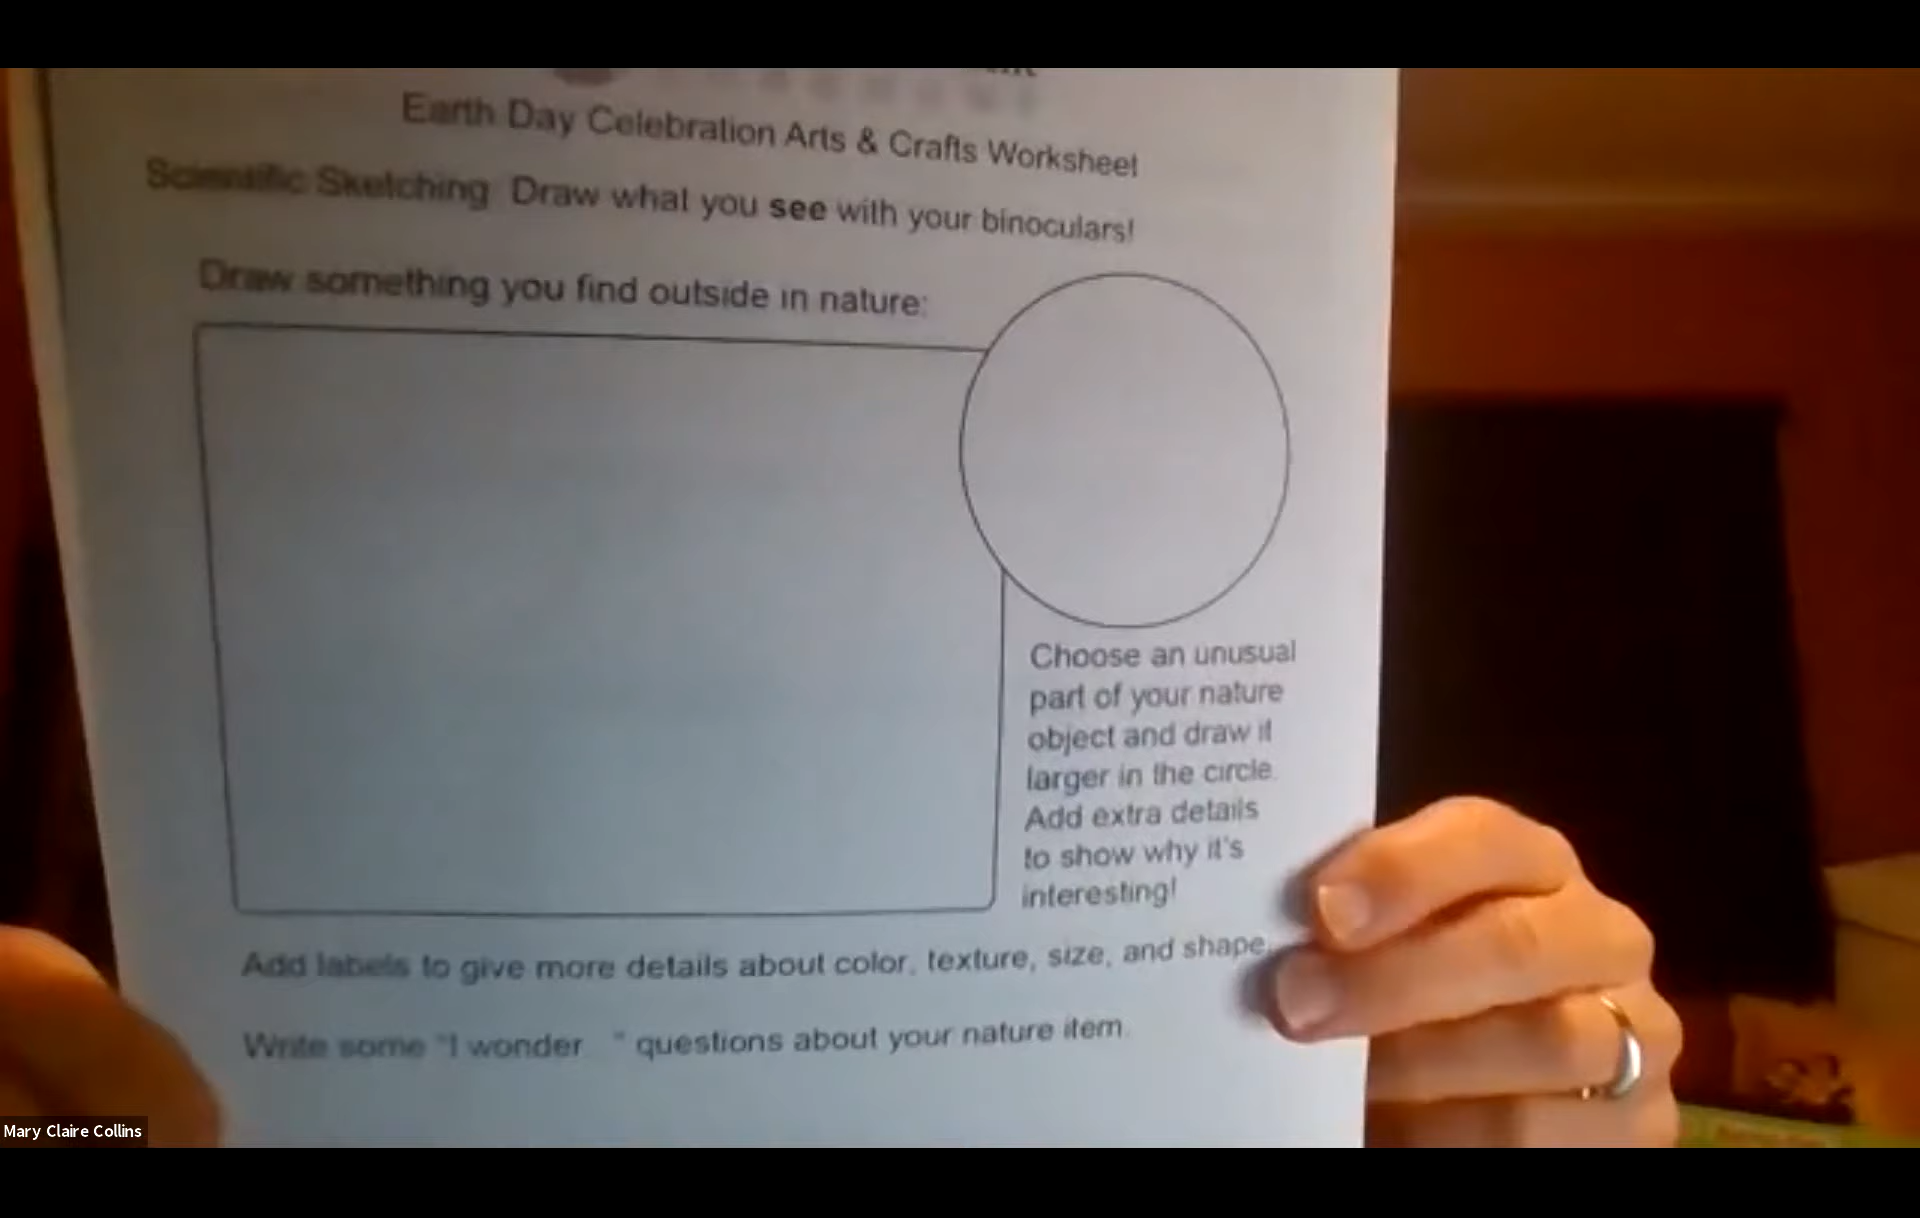 Earth Day Celebration Arts & Crafts Worksheet
Scientific Sketching Draw what you see with your binoculars!
Draw something you find outside in nature:
Choose an unusual
part of your nature
object and draw it
larger in the circle.
Add extra details
to show why it's
interesting!
Add labels to give more details about color, texture, size, and shape.
Write some "I wonder " questions about your nature item.
Mary Claire Collins